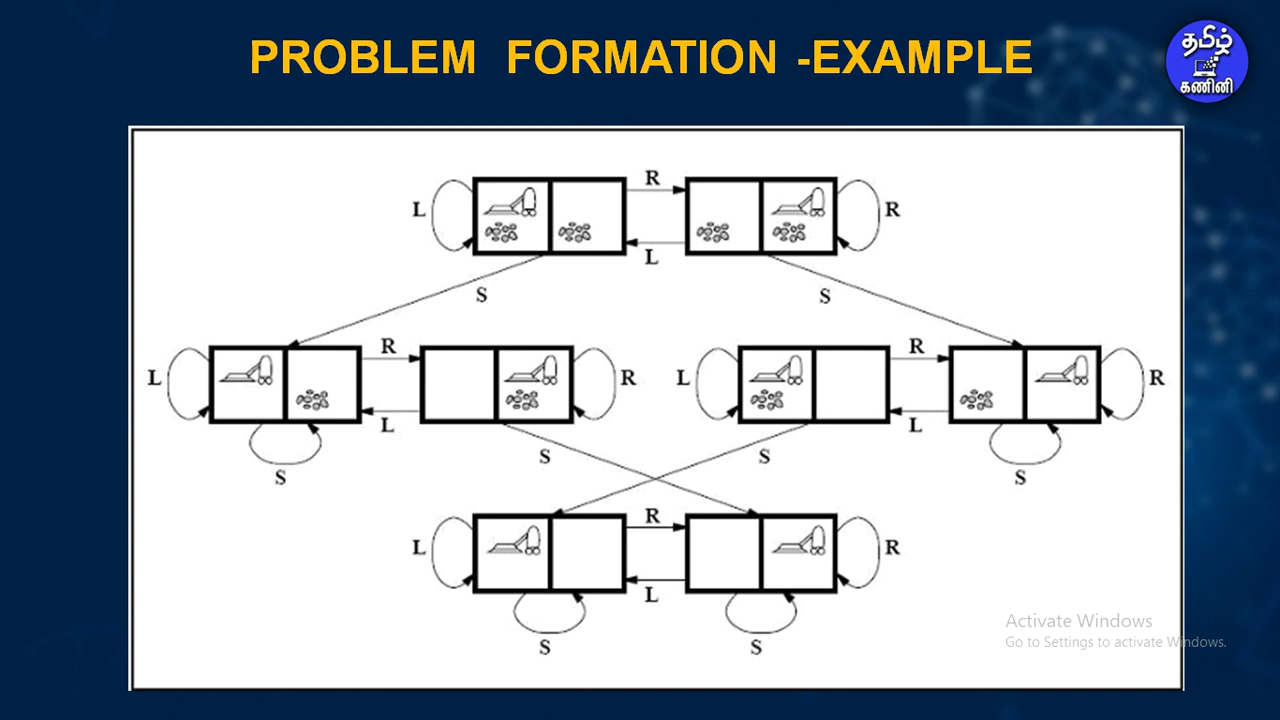 PROBLEM FORMATION -EXAMPLE
தமிழ்
கணினி
R
L
R
L
S
S
R
R
L
R
L
R
L
L
S
S
S
S
R
L
R
L
S
S
Activate Windows
Go to Settings to activate Windows.